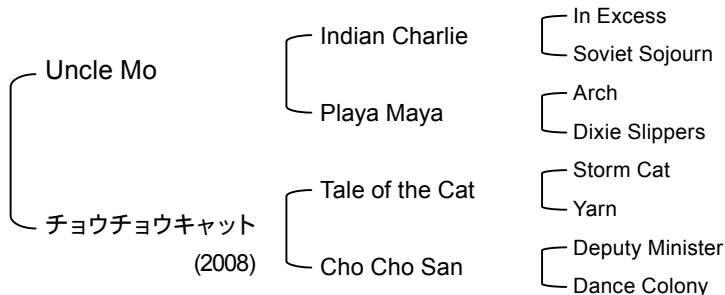 Uncle Mo
Indian Charlie
In Excess
Soviet Sojourn
Playa Maya
Arch
Dixie Slippers
チョウチョウキャット
(2008)
Tale of the Cat
Storm Cat
Yarn
Cho Cho San
Deputy Minister
Dance Colony